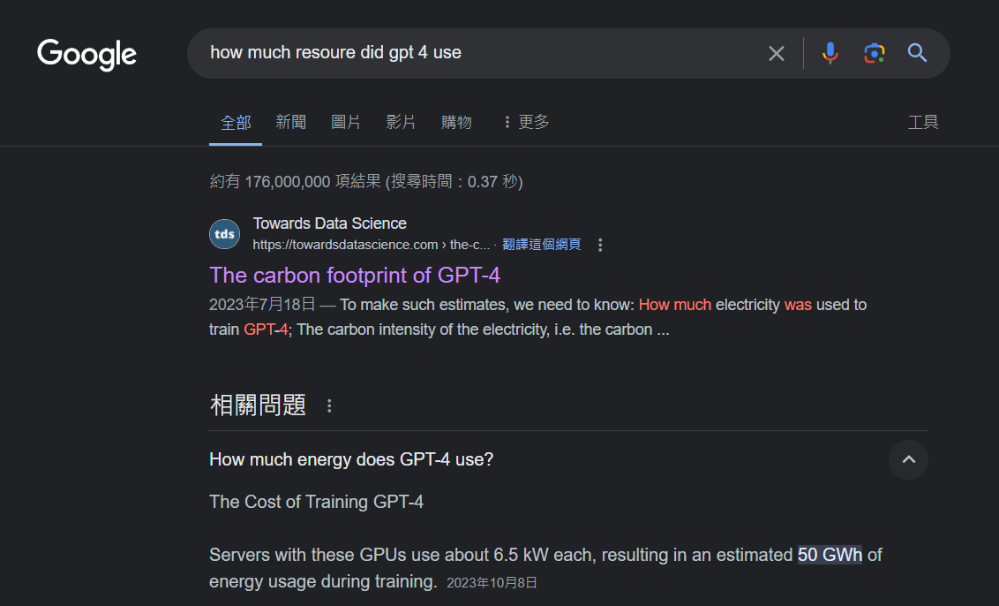 Google
how much resoure did gpt 4 use
全部 新聞 圖片 影片 購物 更多 工具
約有 176,000,000 項結果 (搜尋時間：0.37 秒)
tds
Towards Data Science
https://towardsdatascience.com › the-c... · 翻譯這個網頁
The carbon footprint of GPT-4
2023年7月18日 — To make such estimates, we need to know: How much electricity was used to
train GPT-4; The carbon intensity of the electricity, i.e. the carbon ...
相關問題
How much energy does GPT-4 use?
The Cost of Training GPT-4
Servers with these GPUs use about 6.5 kW each, resulting in an estimated 50 GWh of
energy usage during training. 2023年10月8日